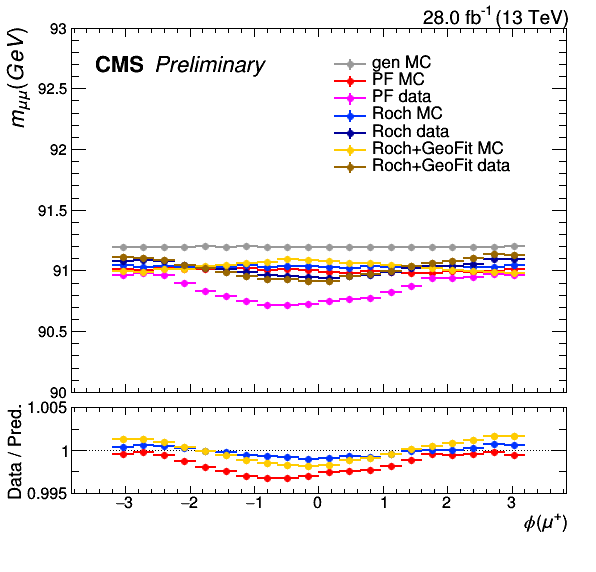 28.0 fb⁻¹ (13 TeV)
m_μμ (GeV)
CMS Preliminary
gen MC
PF MC
PF data
Roch MC
Roch data
Roch+GeoFit MC
Roch+GeoFit data
93
92.5
92
91.5
91
90.5
90
Data / Pred.
1.005
1
0.995
−3 −2 −1 0 1 2 3
ϕ(μ⁺)